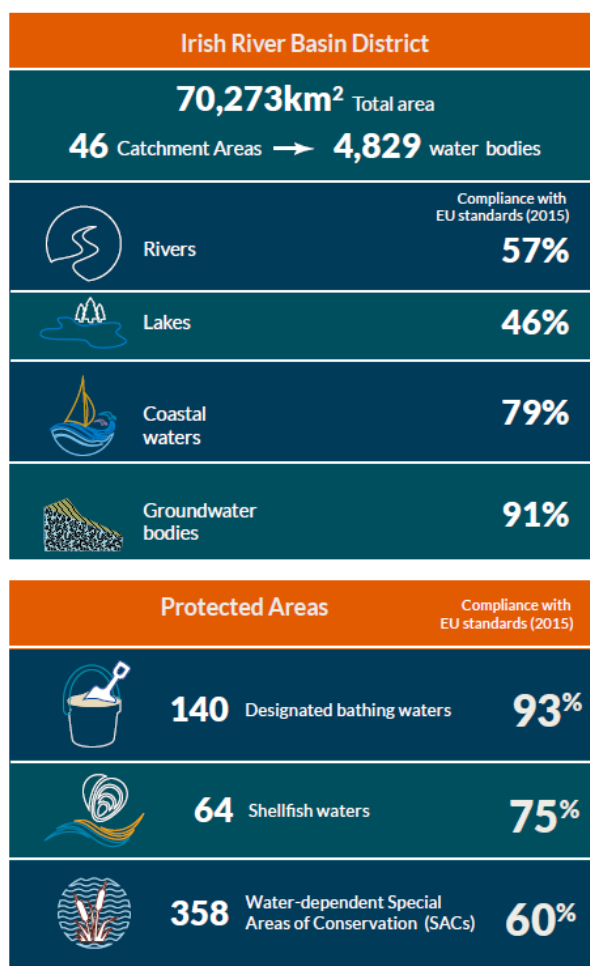 Irish River Basin District
70,273km² Total area
46 Catchment Areas → 4,829 water bodies
Compliance with
EU standards (2015)
Rivers 57%
Lakes 46%
Coastal
waters 79%
Groundwater
bodies 91%
Protected Areas
Compliance with
EU standards (2015)
140 Designated bathing waters 93%
64 Shellfish waters 75%
358 Water-dependent Special
Areas of Conservation (SACs) 60%